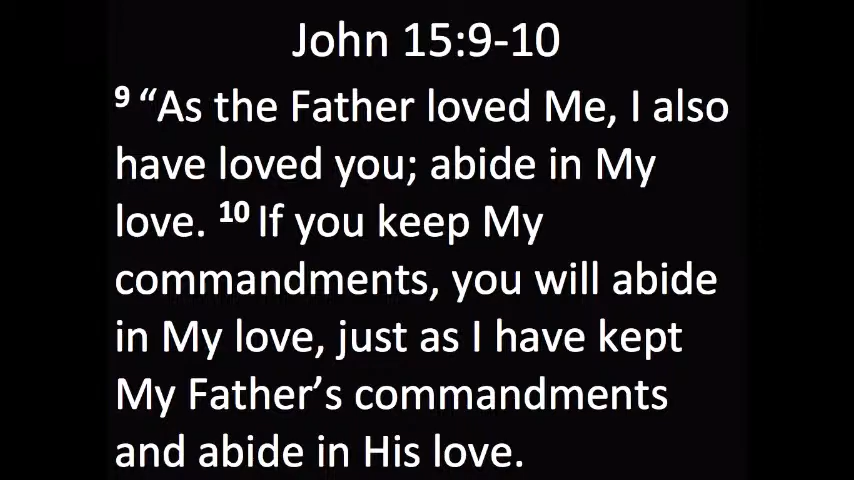 John 15:9-10
9 “As the Father loved Me, I also
have loved you; abide in My
love. 10 If you keep My
commandments, you will abide
in My love, just as I have kept
My Father’s commandments
and abide in His love.